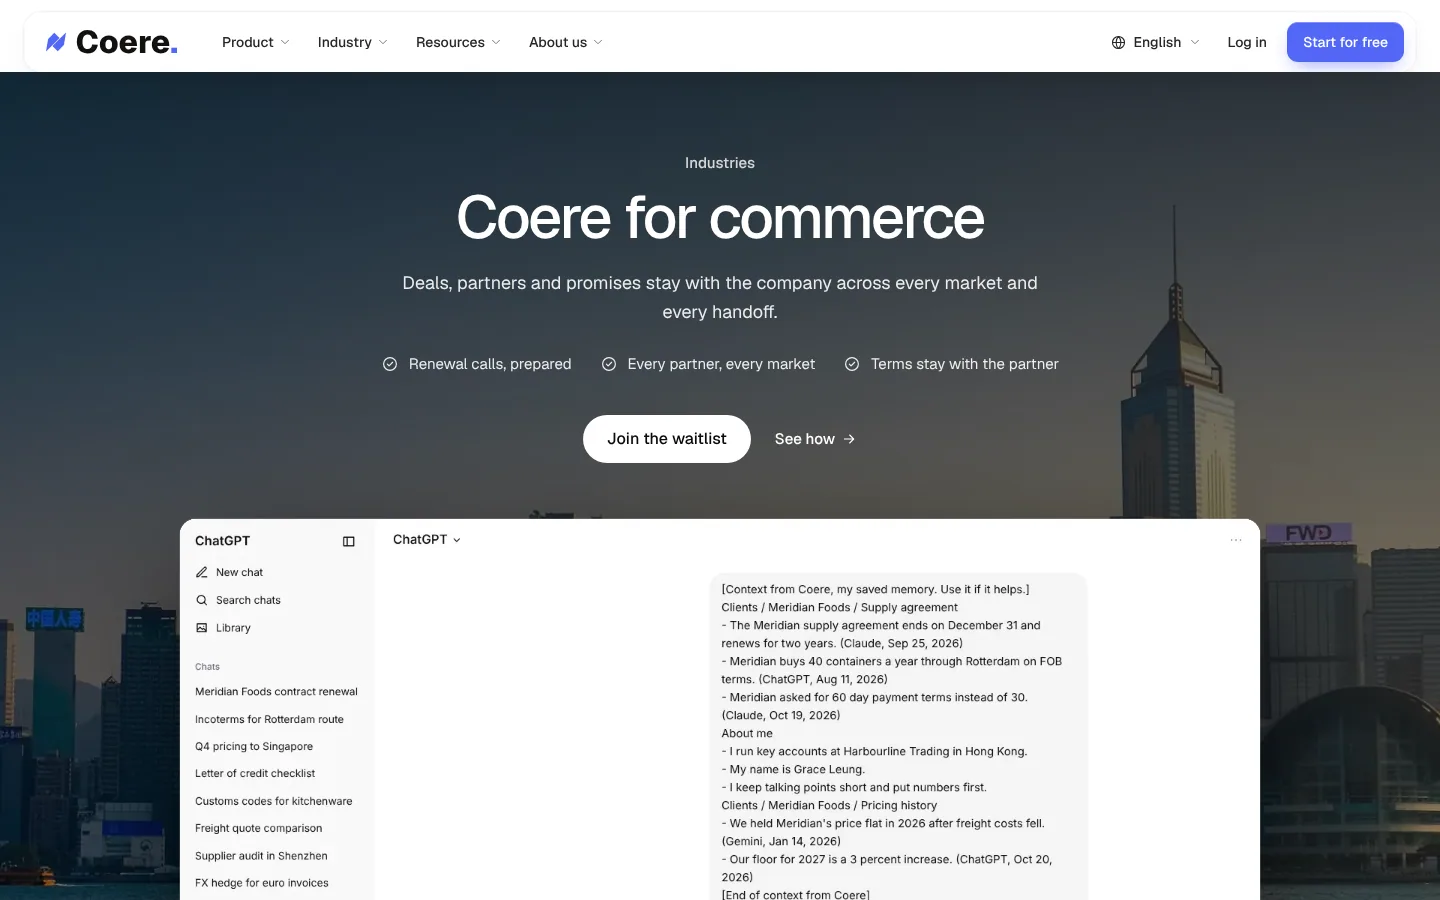 Coere.
Product
Industry
Resources
About us
English
Log in
Start for free
Industries
Coere for commerce
Deals, partners and promises stay with the company across every market and
every handoff.
Renewal calls, prepared
Every partner, every market
Terms stay with the partner
Join the waitlist
See how →
FWD
中國人壽
ChatGPT
New chat
Search chats
Library
Chats
Meridian Foods contract renewal
Incoterms for Rotterdam route
Q4 pricing to Singapore
Letter of credit checklist
Customs codes for kitchenware
Freight quote comparison
Supplier audit in Shenzhen
FX hedge for euro invoices
ChatGPT
[Context from Coere, my saved memory. Use it if it helps.]
Clients / Meridian Foods / Supply agreement
- The Meridian supply agreement ends on December 31 and
renews for two years. (Claude, Sep 25, 2026)
- Meridian buys 40 containers a year through Rotterdam on FOB
terms. (ChatGPT, Aug 11, 2026)
- Meridian asked for 60 day payment terms instead of 30.
(Claude, Oct 19, 2026)
About me
- I run key accounts at Harbourline Trading in Hong Kong.
- My name is Grace Leung.
- I keep talking points short and put numbers first.
Clients / Meridian Foods / Pricing history
- We held Meridian's price flat in 2026 after freight costs fell.
(Gemini, Jan 14, 2026)
- Our floor for 2027 is a 3 percent increase. (ChatGPT, Oct 20,
2026)
[End of context from Coere]